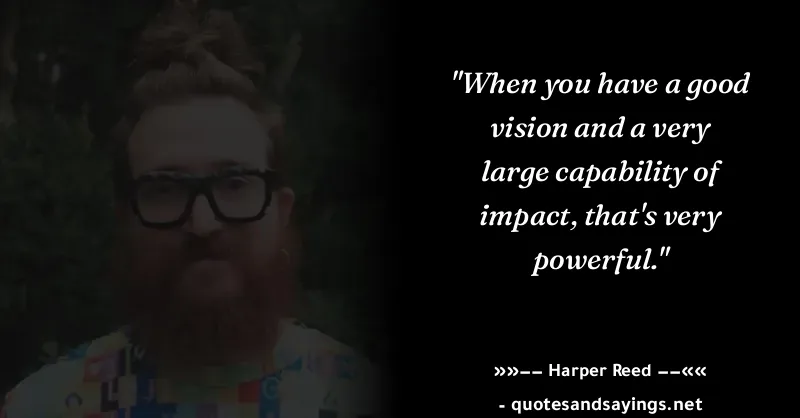 "When you have a good
vision and a very
large capability of
impact, that's very
powerful."
»»−− Harper Reed −−««
- quotesandsayings.net